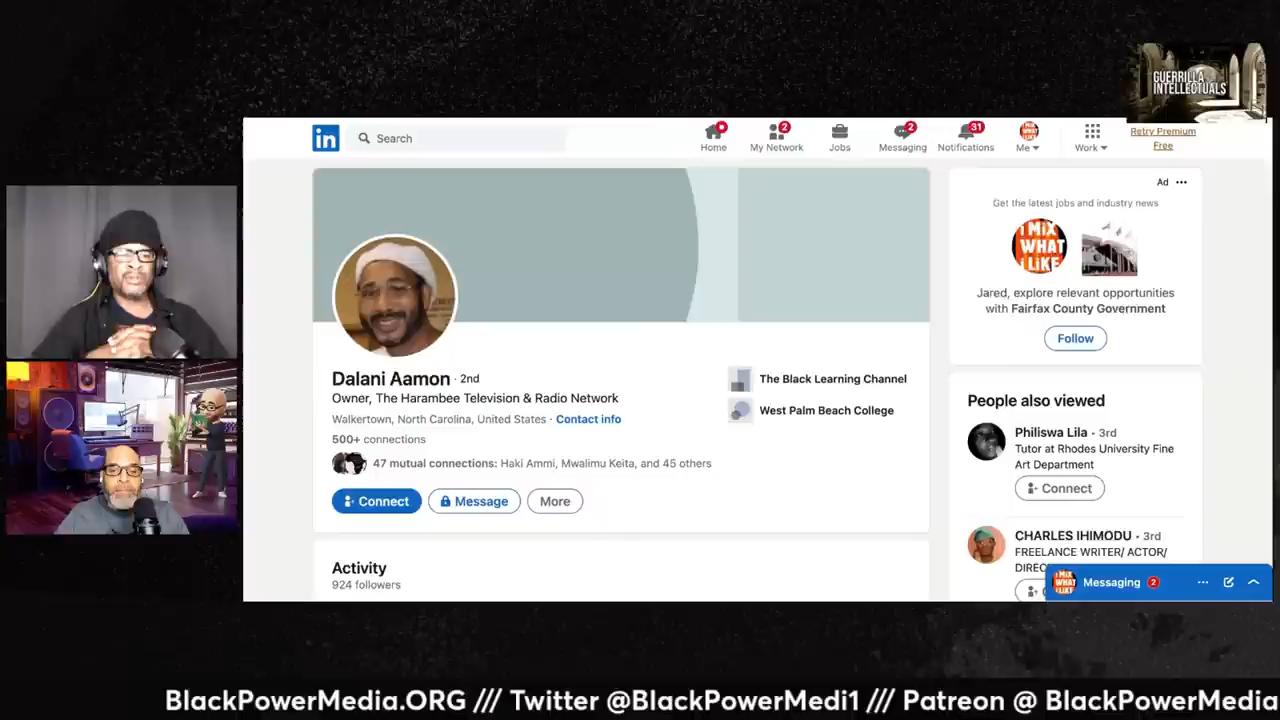 GUERRILLA
INTELLECTUALS
in
Search
Home
My Network
2
Jobs
Messaging
2
Notifications
31
Me
Work
Retry Premium
Free
Dalani Aamon · 2nd
Owner, The Harambee Television & Radio Network
Walkertown, North Carolina, United States · Contact info
500+ connections
47 mutual connections: Haki Ammi, Mwalimu Keita, and 45 others
Connect
Message
More
The Black Learning Channel
West Palm Beach College
Activity
924 followers
Ad
Get the latest jobs and industry news
I MiX
WHAT
I LiKE
Jared, explore relevant opportunities
with Fairfax County Government
Follow
People also viewed
Philiswa Lila · 3rd
Tutor at Rhodes University Fine
Art Department
Connect
CHARLES IHIMODU · 3rd
FREELANCE WRITER/ ACTOR/
Messaging 2
BlackPowerMedia.ORG /// Twitter @BlackPowerMedi1 /// Patreon @ BlackPowerMedia